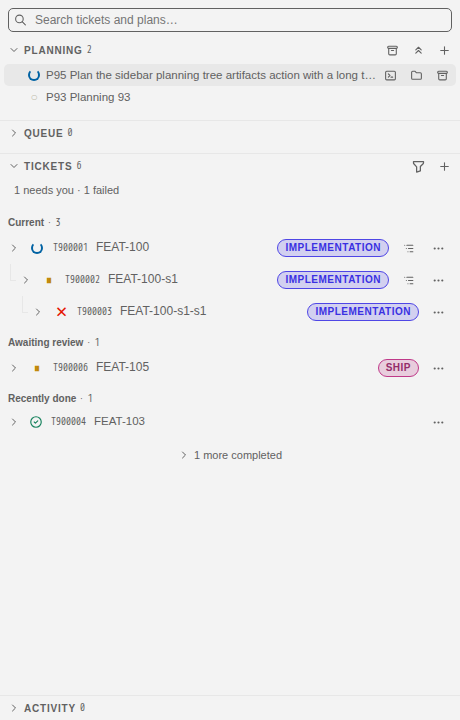 Search tickets and plans…
PLANNING 2
P95 Plan the sidebar planning tree artifacts action with a long t…
P93 Planning 93
QUEUE 0
TICKETS 6
1 needs you · 1 failed
Current · 3
T900001 FEAT-100 IMPLEMENTATION
T900002 FEAT-100-s1 IMPLEMENTATION
T900003 FEAT-100-s1-s1 IMPLEMENTATION
Awaiting review · 1
T900006 FEAT-105 SHIP
Recently done · 1
T900004 FEAT-103
1 more completed
ACTIVITY 0